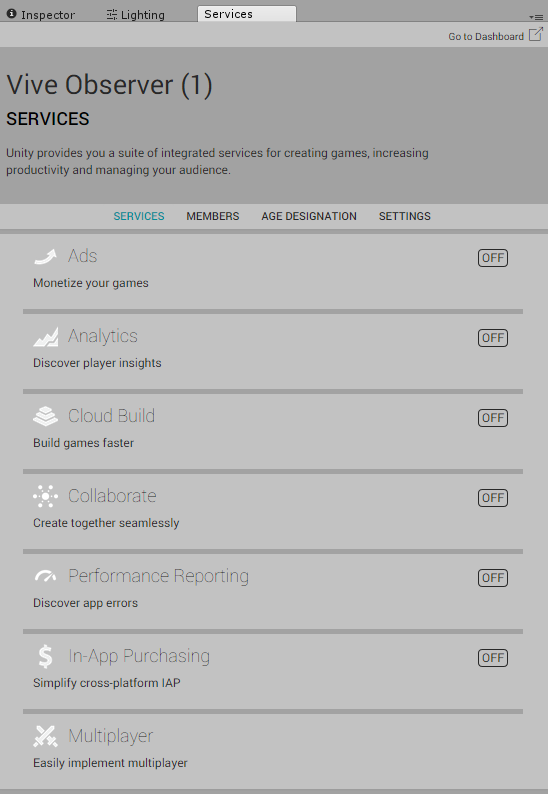 Inspector
Lighting
Services
Go to Dashboard
Vive Observer (1)
SERVICES
Unity provides you a suite of integrated services for creating games, increasing
productivity and managing your audience.
SERVICES MEMBERS AGE DESIGNATION SETTINGS
Ads OFF
Monetize your games
Analytics OFF
Discover player insights
Cloud Build OFF
Build games faster
Collaborate OFF
Create together seamlessly
Performance Reporting OFF
Discover app errors
In-App Purchasing OFF
Simplify cross-platform IAP
Multiplayer
Easily implement multiplayer